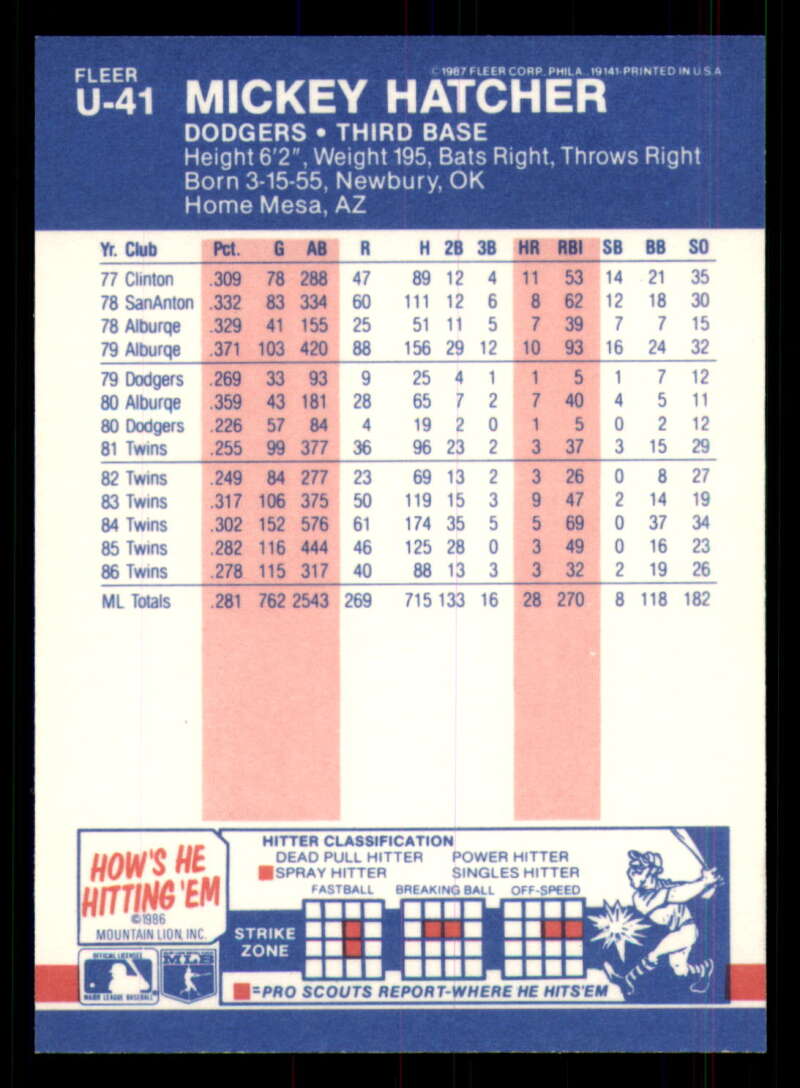 FLEER
U-41
©1987 FLEER CORP. PHILA., 19141-PRINTED IN U.S.A
MICKEY HATCHER
DODGERS • THIRD BASE
Height 6'2", Weight 195, Bats Right, Throws Right
Born 3-15-55, Newbury, OK
Home Mesa, AZ
Yr. Club Pct. G AB R H 2B 3B HR RBI SB BB SO
77 Clinton .309 78 288 47 89 12 4 11 53 14 21 35
78 SanAnton .332 83 334 60 111 12 6 8 62 12 18 30
78 Alburqe .329 41 155 25 51 11 5 7 39 7 7 15
79 Alburqe .371 103 420 88 156 29 12 10 93 16 24 32
79 Dodgers .269 33 93 9 25 4 1 1 5 1 7 12
80 Alburqe .359 43 181 28 65 7 2 7 40 4 5 11
80 Dodgers .226 57 84 4 19 2 0 1 5 0 2 12
81 Twins .255 99 377 36 96 23 2 3 37 3 15 29
82 Twins .249 84 277 23 69 13 2 3 26 0 8 27
83 Twins .317 106 375 50 119 15 3 9 47 2 14 19
84 Twins .302 152 576 61 174 35 5 5 69 0 37 34
85 Twins .282 116 444 46 125 28 0 3 49 0 16 23
86 Twins .278 115 317 40 88 13 3 3 32 2 19 26
ML Totals .281 762 2543 269 715 133 16 28 270 8 118 182
HOW'S HE
HITTING 'EM
©1986
MOUNTAIN LION, INC.
HITTER CLASSIFICATION
DEAD PULL HITTER POWER HITTER
SPRAY HITTER SINGLES HITTER
FASTBALL BREAKING BALL OFF-SPEED
STRIKE
ZONE
=PRO SCOUTS REPORT-WHERE HE HITS'EM
OFFICIAL LICENSEE
MAJOR LEAGUE BASEBALL
MLB